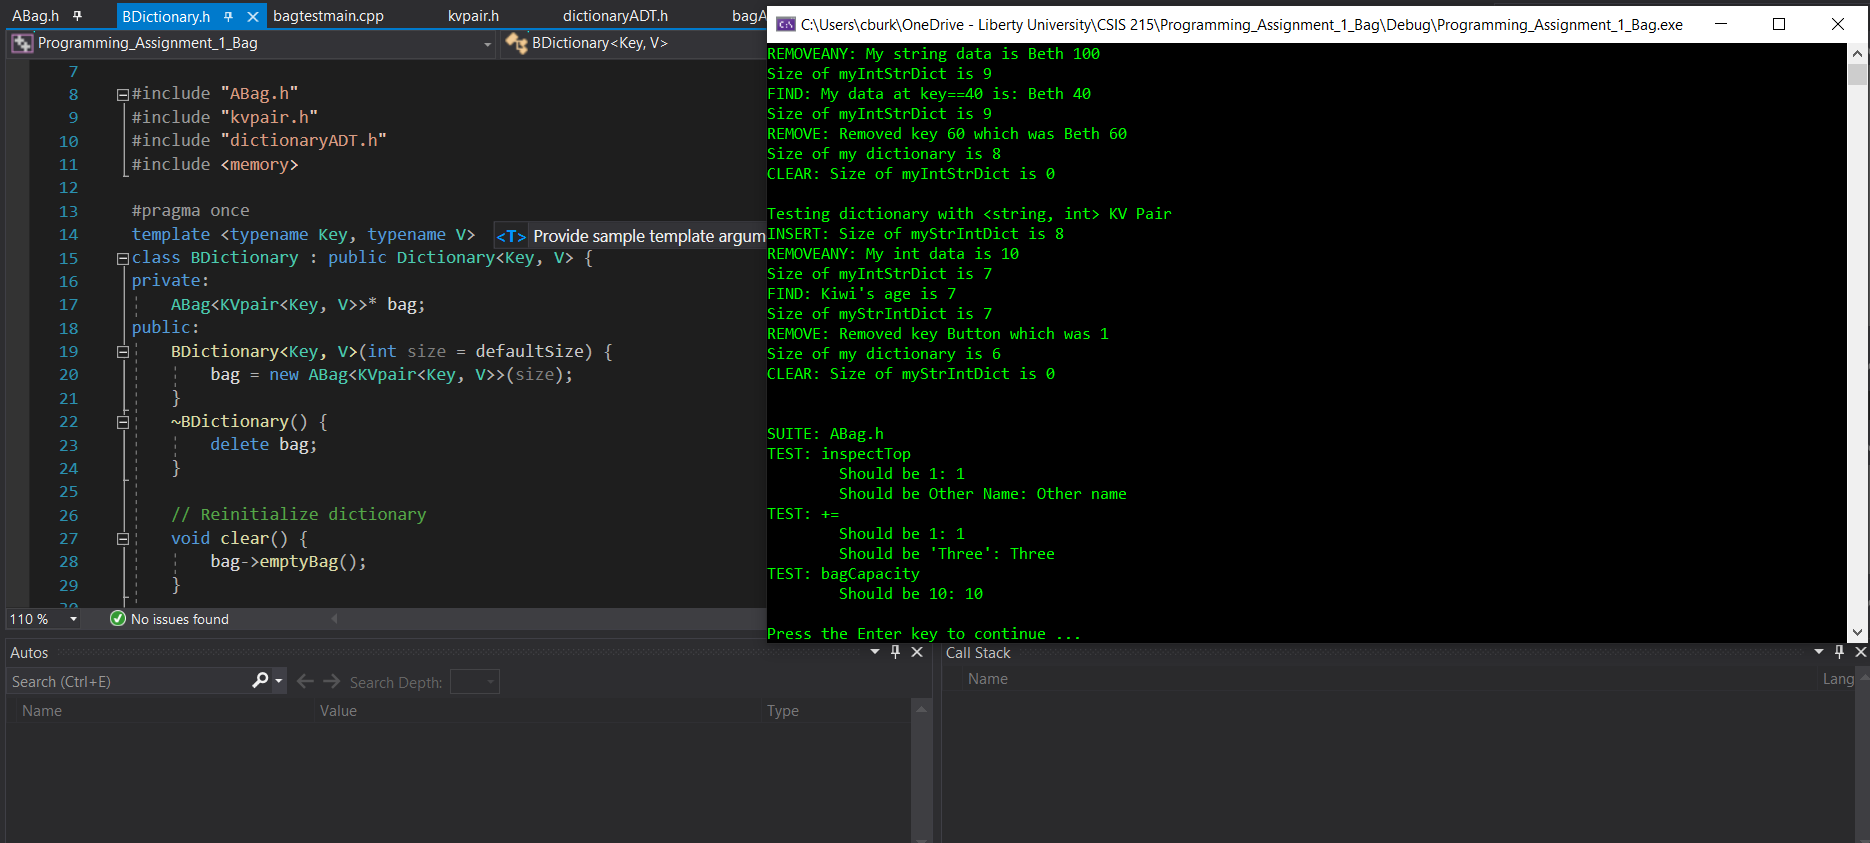 ABag.h
BDictionary.h
bagtestmain.cpp
kvpair.h
dictionaryADT.h
bagA
Programming_Assignment_1_Bag
BDictionary<Key, V>
7
8 #include "ABag.h"
9 #include "kvpair.h"
10 #include "dictionaryADT.h"
11 #include <memory>
12
13 #pragma once
14 template <typename Key, typename V> <T> Provide sample template argum
15 class BDictionary : public Dictionary<Key, V> {
16 private:
17 ABag<KVpair<Key, V>>* bag;
18 public:
19 BDictionary<Key, V>(int size = defaultSize) {
20 bag = new ABag<KVpair<Key, V>>(size);
21 }
22 ~BDictionary() {
23 delete bag;
24 }
25
26 // Reinitialize dictionary
27 void clear() {
28 bag->emptyBag();
29 }
30
110 %
No issues found
C:\Users\cburk\OneDrive - Liberty University\CSIS 215\Programming_Assignment_1_Bag\Debug\Programming_Assignment_1_Bag.exe
REMOVEANY: My string data is Beth 100
Size of myIntStrDict is 9
FIND: My data at key==40 is: Beth 40
Size of myIntStrDict is 9
REMOVE: Removed key 60 which was Beth 60
Size of my dictionary is 8
CLEAR: Size of myIntStrDict is 0
Testing dictionary with <string, int> KV Pair
INSERT: Size of myStrIntDict is 8
REMOVEANY: My int data is 10
Size of myIntStrDict is 7
FIND: Kiwi's age is 7
Size of myStrIntDict is 7
REMOVE: Removed key Button which was 1
Size of my dictionary is 6
CLEAR: Size of myStrIntDict is 0
SUITE: ABag.h
TEST: inspectTop
Should be 1: 1
Should be Other Name: Other name
TEST: +=
Should be 1: 1
Should be 'Three': Three
TEST: bagCapacity
Should be 10: 10
Press the Enter key to continue ...
Autos
Search (Ctrl+E)
Search Depth:
Name Value Type
Call Stack
Name Lang